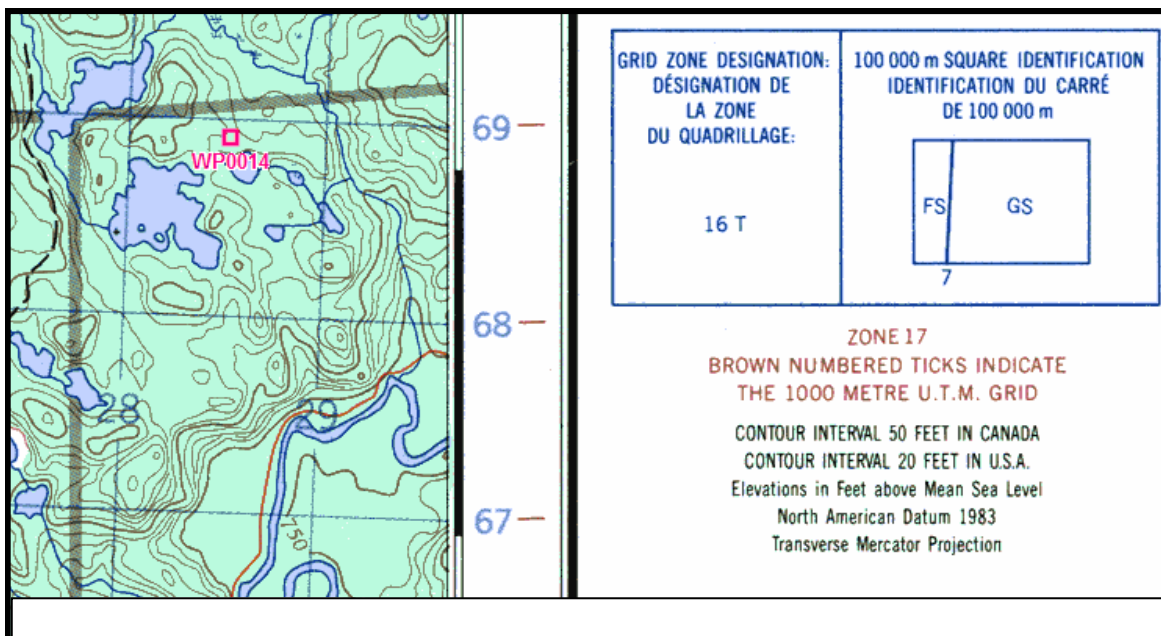 WP0014
69
68
28
29
67
750
GRID ZONE DESIGNATION:
DÉSIGNATION DE
LA ZONE
DU QUADRILLAGE:
16 T
100 000 m SQUARE IDENTIFICATION
IDENTIFICATION DU CARRÉ
DE 100 000 m
FS GS
7
ZONE 17
BROWN NUMBERED TICKS INDICATE
THE 1000 METRE U.T.M. GRID
CONTOUR INTERVAL 50 FEET IN CANADA
CONTOUR INTERVAL 20 FEET IN U.S.A.
Elevations in Feet above Mean Sea Level
North American Datum 1983
Transverse Mercator Projection